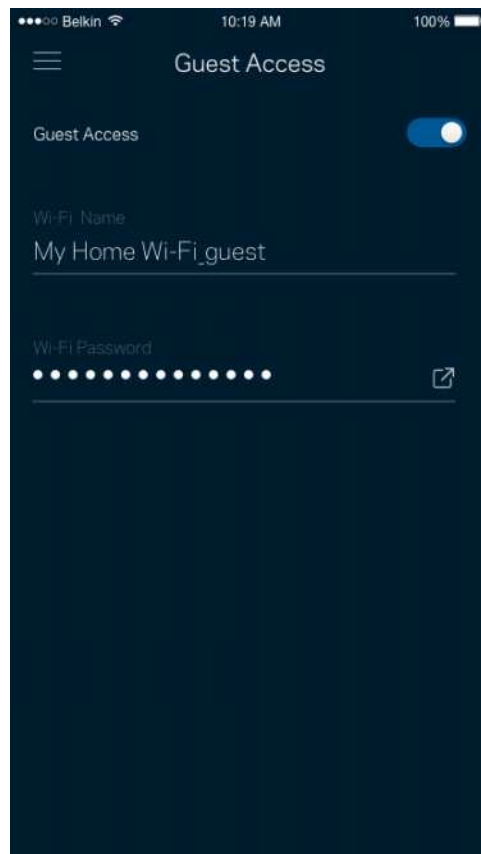 Belkin 10:19 AM 100%
Guest Access
Guest Access
Wi-Fi Name
My Home Wi-Fi_guest
Wi-Fi Password